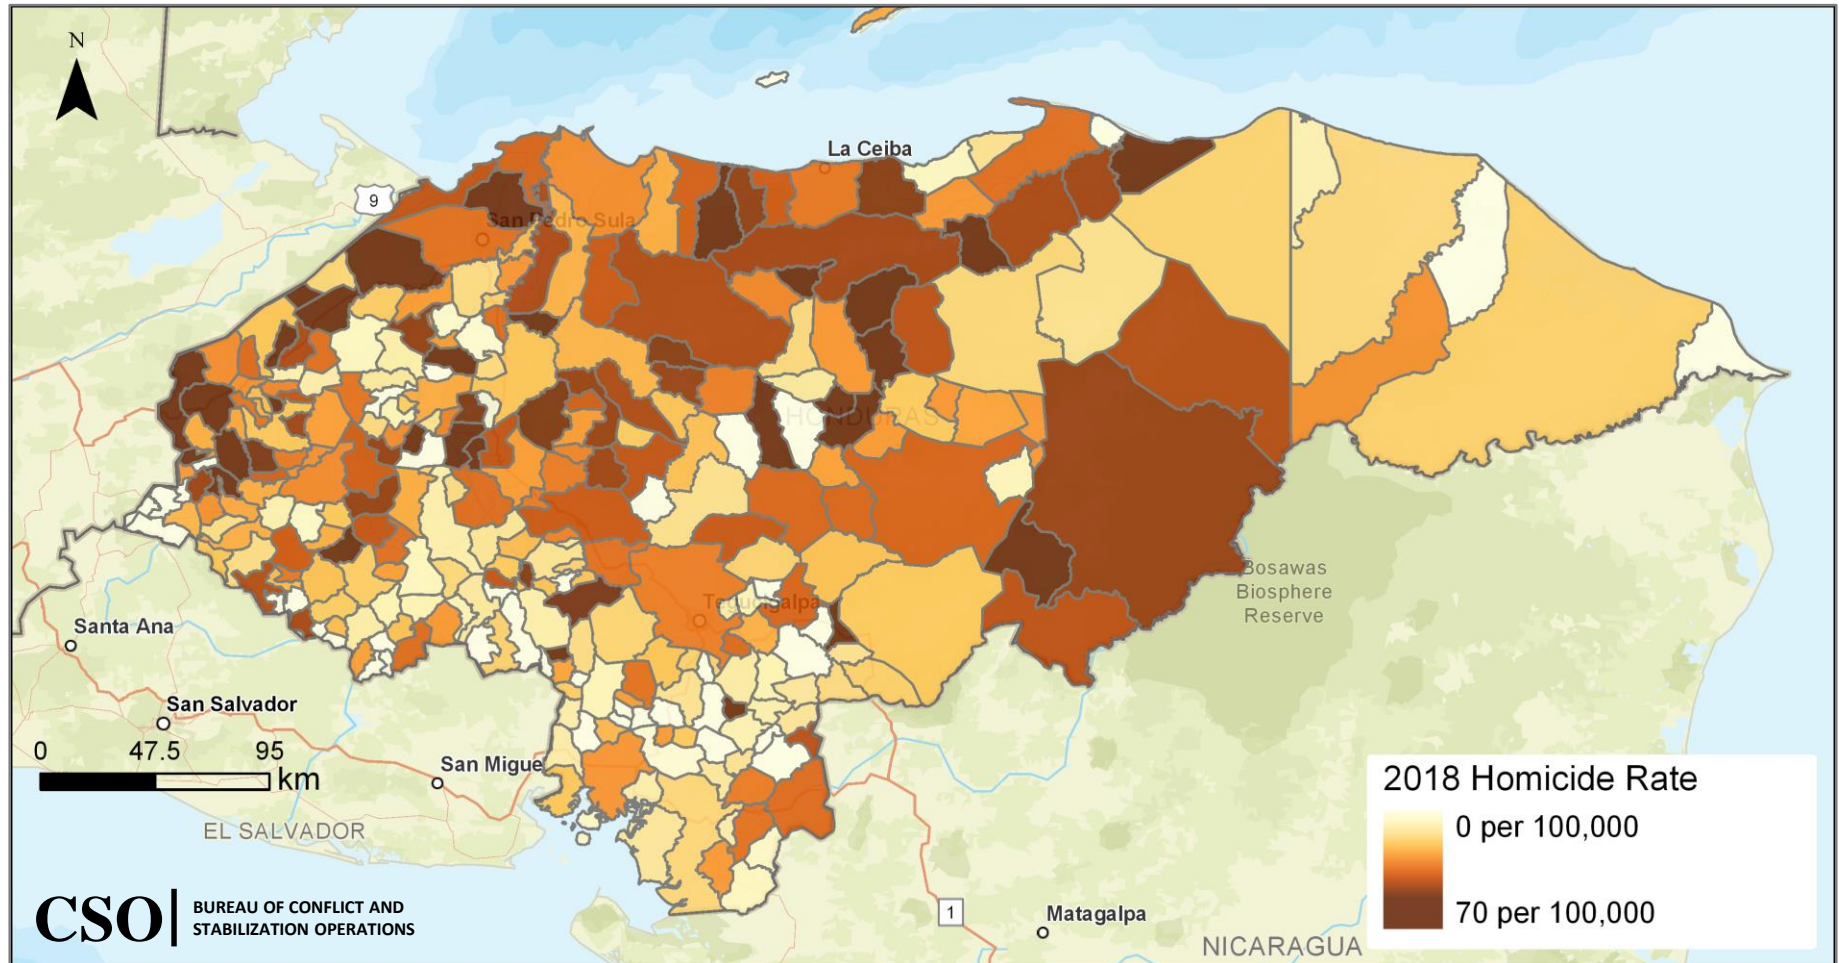 N
La Ceiba
9
San Pedro Sula
HONDURAS
Bosawas
Biosphere
Reserve
Tegucigalpa
Santa Ana
San Salvador
0 47.5 95
km
San Migue
EL SALVADOR
2018 Homicide Rate
0 per 100,000
70 per 100,000
CSO
BUREAU OF CONFLICT AND
STABILIZATION OPERATIONS
1
Matagalpa
NICARAGUA